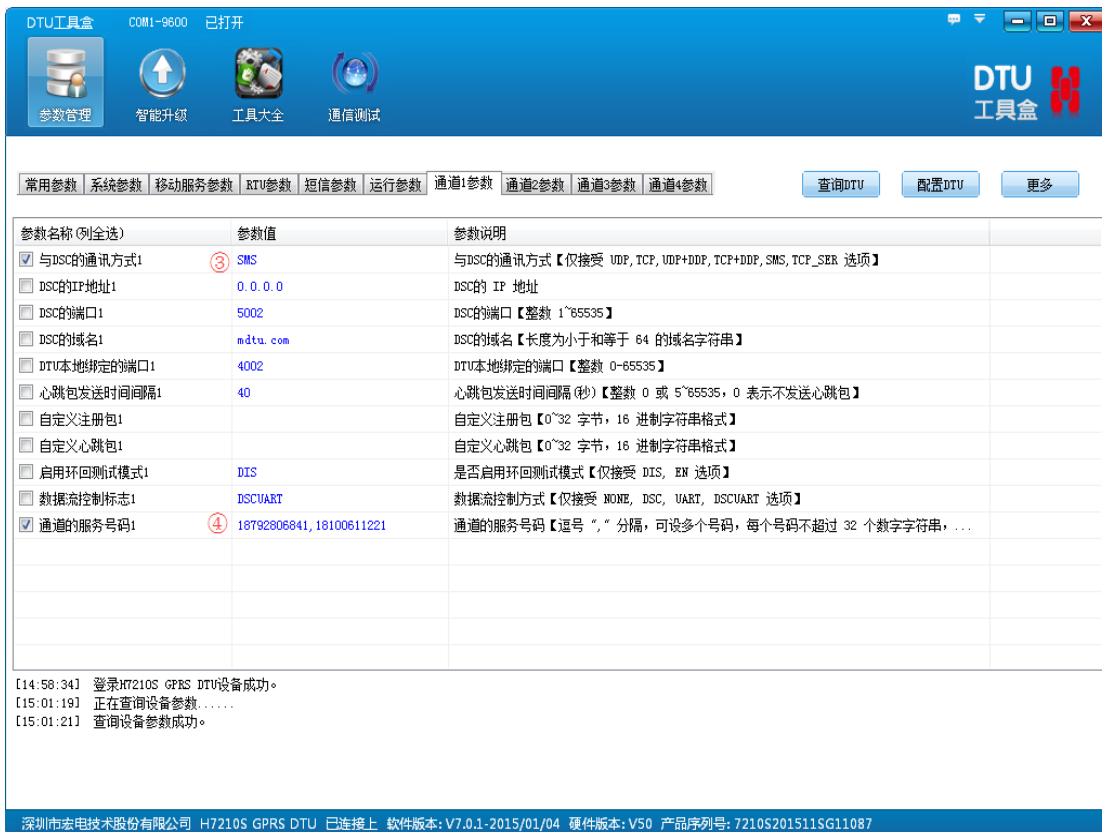 DTU工具盒 COM1-9600 已打开
参数管理 智能升级 工具大全 通信测试
DTU
工具盒
常用参数 系统参数 移动服务参数 RTU参数 短信参数 运行参数 通道1参数 通道2参数 通道3参数 通道4参数 查询DTU 配置DTU 更多
参数名称(列全选) 参数值 参数说明
与DSC的通讯方式1 ③ SMS 与DSC的通讯方式【仅接受 UDP,TCP,UDP+DDP,TCP+DDP,SMS,TCP_SER 选项】
DSC的IP地址1 0.0.0.0 DSC的 IP 地址
DSC的端口1 5002 DSC的端口【整数 1~65535】
DSC的域名1 mdtu.com DSC的域名【长度为小于和等于 64 的域名字符串】
DTU本地绑定的端口1 4002 DTU本地绑定的端口【整数 0-65535】
心跳包发送时间间隔1 40 心跳包发送时间间隔(秒)【整数 0 或 5~65535，0 表示不发送心跳包】
自定义注册包1 自定义注册包【0~32 字节，16 进制字符串格式】
自定义心跳包1 自定义心跳包【0~32 字节，16 进制字符串格式】
启用环回测试模式1 DIS 是否启用环回测试模式【仅接受 DIS, EN 选项】
数据流控制标志1 DSCUART 数据流控制方式【仅接受 NONE, DSC, UART, DSCUART 选项】
通道的服务号码1 ④ 18792806841,18100611221 通道的服务号码【逗号 “,” 分隔，可设多个号码，每个号码不超过 32 个数字字符串，...
[14:58:34] 登录H7210S GPRS DTU设备成功。
[15:01:19] 正在查询设备参数......
[15:01:21] 查询设备参数成功。
深圳市宏电技术股份有限公司 H7210S GPRS DTU 已连接上 软件版本: V7.0.1-2015/01/04 硬件版本: V50 产品序列号: 7210S201511SG11087